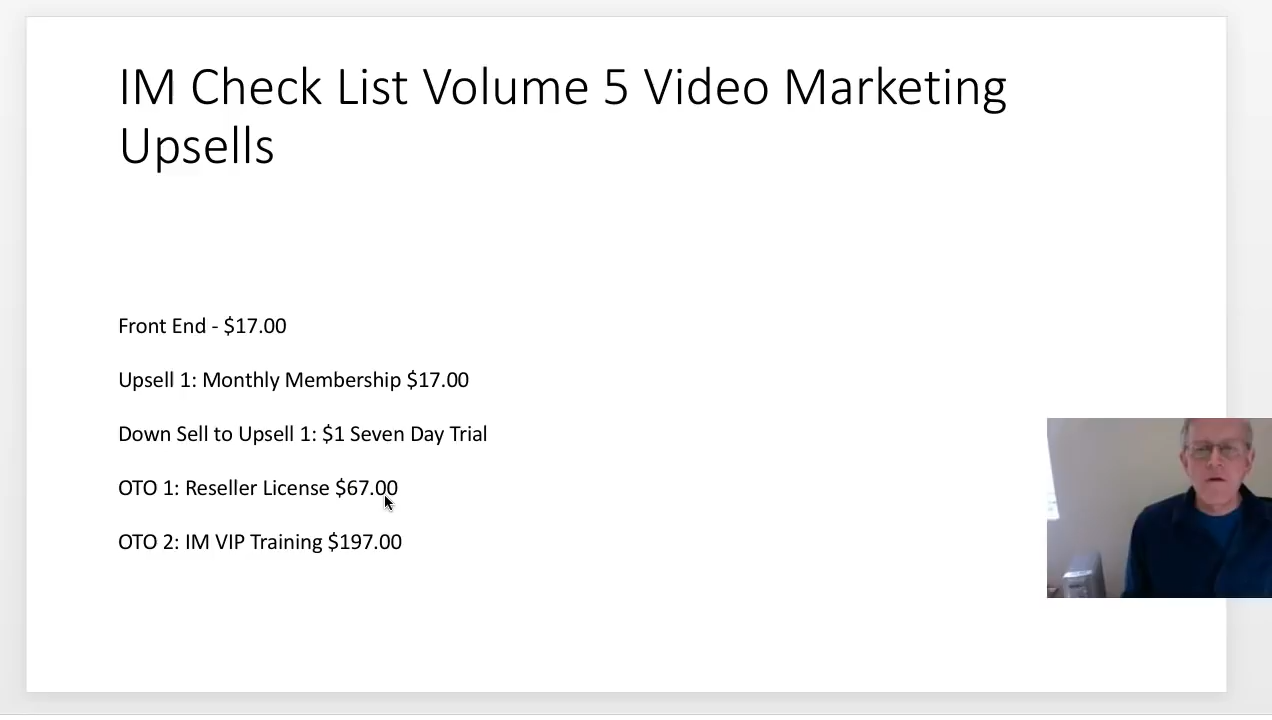 IM Check List Volume 5 Video Marketing
Upsells
Front End - $17.00
Upsell 1: Monthly Membership $17.00
Down Sell to Upsell 1: $1 Seven Day Trial
OTO 1: Reseller License $67.00
OTO 2: IM VIP Training $197.00